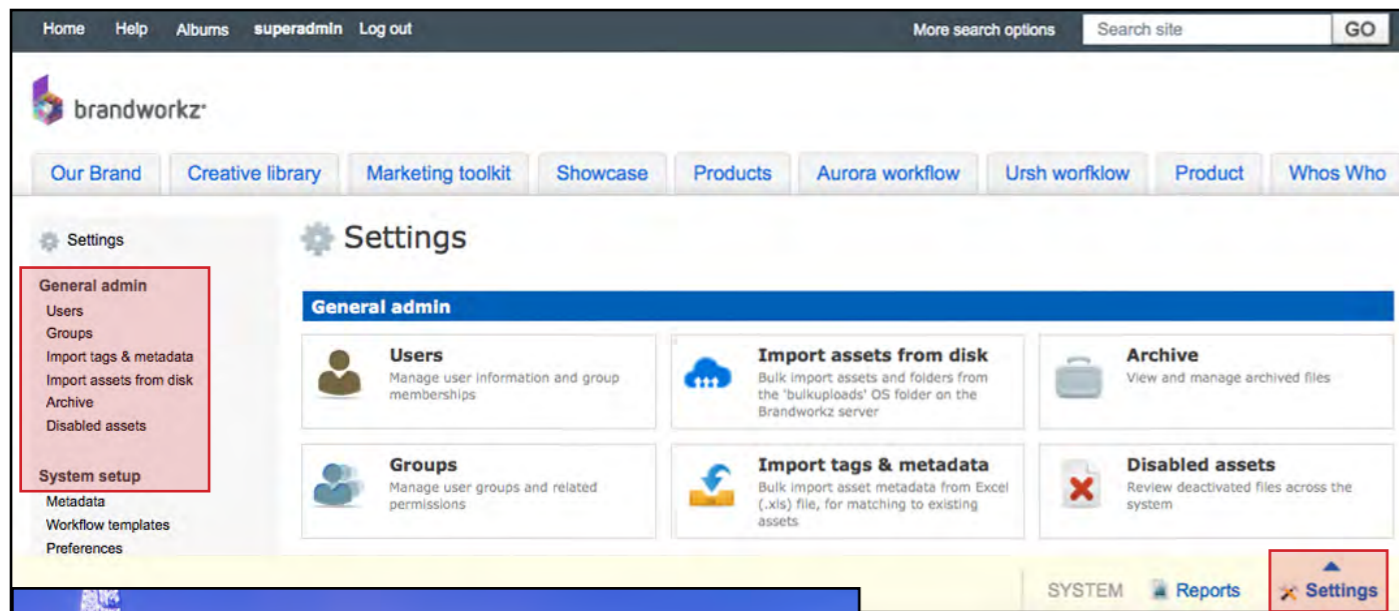 Home Help Albums superadmin Log out More search options Search site GO
brandworkz
Our Brand Creative library Marketing toolkit Showcase Products Aurora workflow Ursh worfklow Product Whos Who
Settings
General admin
Users
Groups
Import tags & metadata
Import assets from disk
Archive
Disabled assets
System setup
Metadata
Workflow templates
Preferences
Settings
General admin
Users
Manage user information and group
memberships
Import assets from disk
Bulk import assets and folders from
the 'bulkuploads' OS folder on the
Brandworkz server
Archive
View and manage archived files
Groups
Manage user groups and related
permissions
Import tags & metadata
Bulk import asset metadata from Excel
(.xls) file, for matching to existing
assets
Disabled assets
Review deactivated files across the
system
SYSTEM Reports Settings